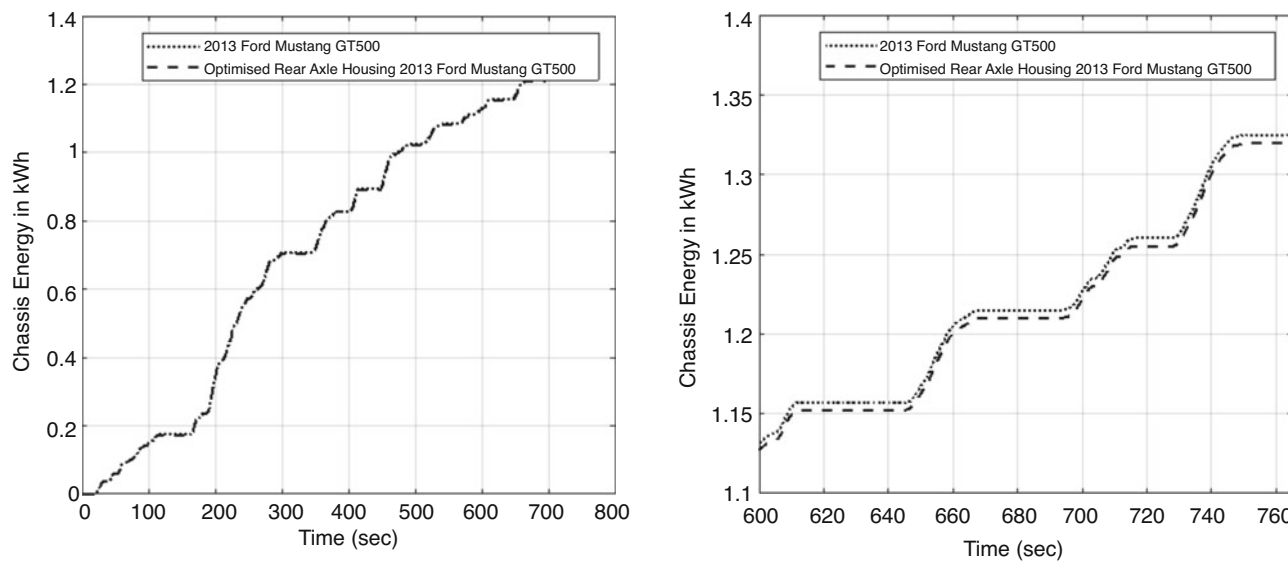 1.4
2013 Ford Mustang GT500
Optimised Rear Axle Housing 2013 Ford Mustang GT500
1.2
1
0.8
0.6
0.4
0.2
0
Chassis Energy in kWh
0 100 200 300 400 500 600 700 800
Time (sec)
1.4
2013 Ford Mustang GT500
Optimised Rear Axle Housing 2013 Ford Mustang GT500
1.35
1.3
1.25
1.2
1.15
1.1
Chassis Energy in kWh
600 620 640 660 680 700 720 740 760
Time (sec)